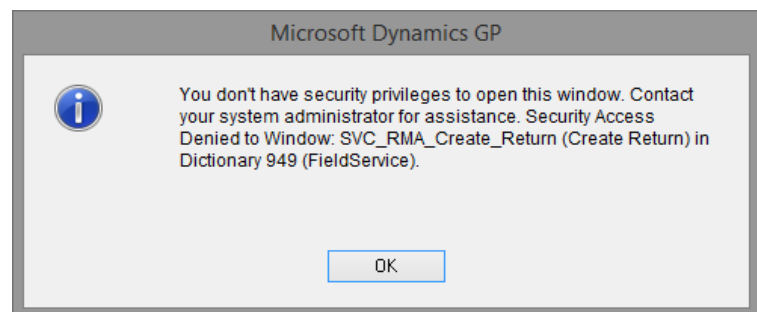 Microsoft Dynamics GP
You don't have security privileges to open this window. Contact
your system administrator for assistance. Security Access
Denied to Window: SVC_RMA_Create_Return (Create Return) in
Dictionary 949 (FieldService).
OK